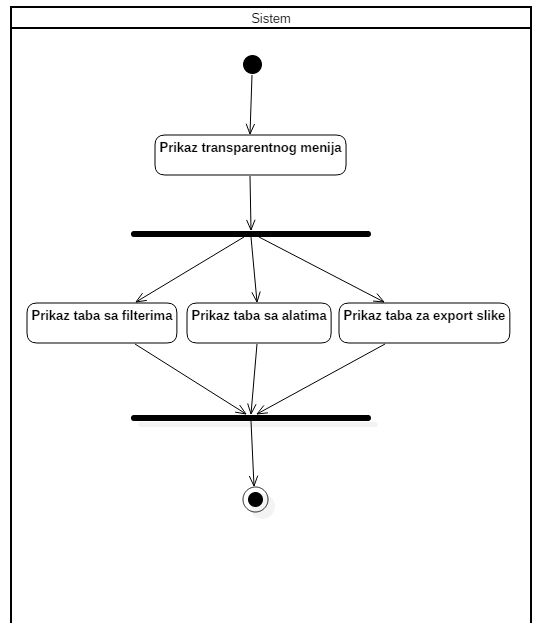 Sistem
Prikaz transparentnog menija
Prikaz taba sa filterima
Prikaz taba sa alatima
Prikaz taba za export slike